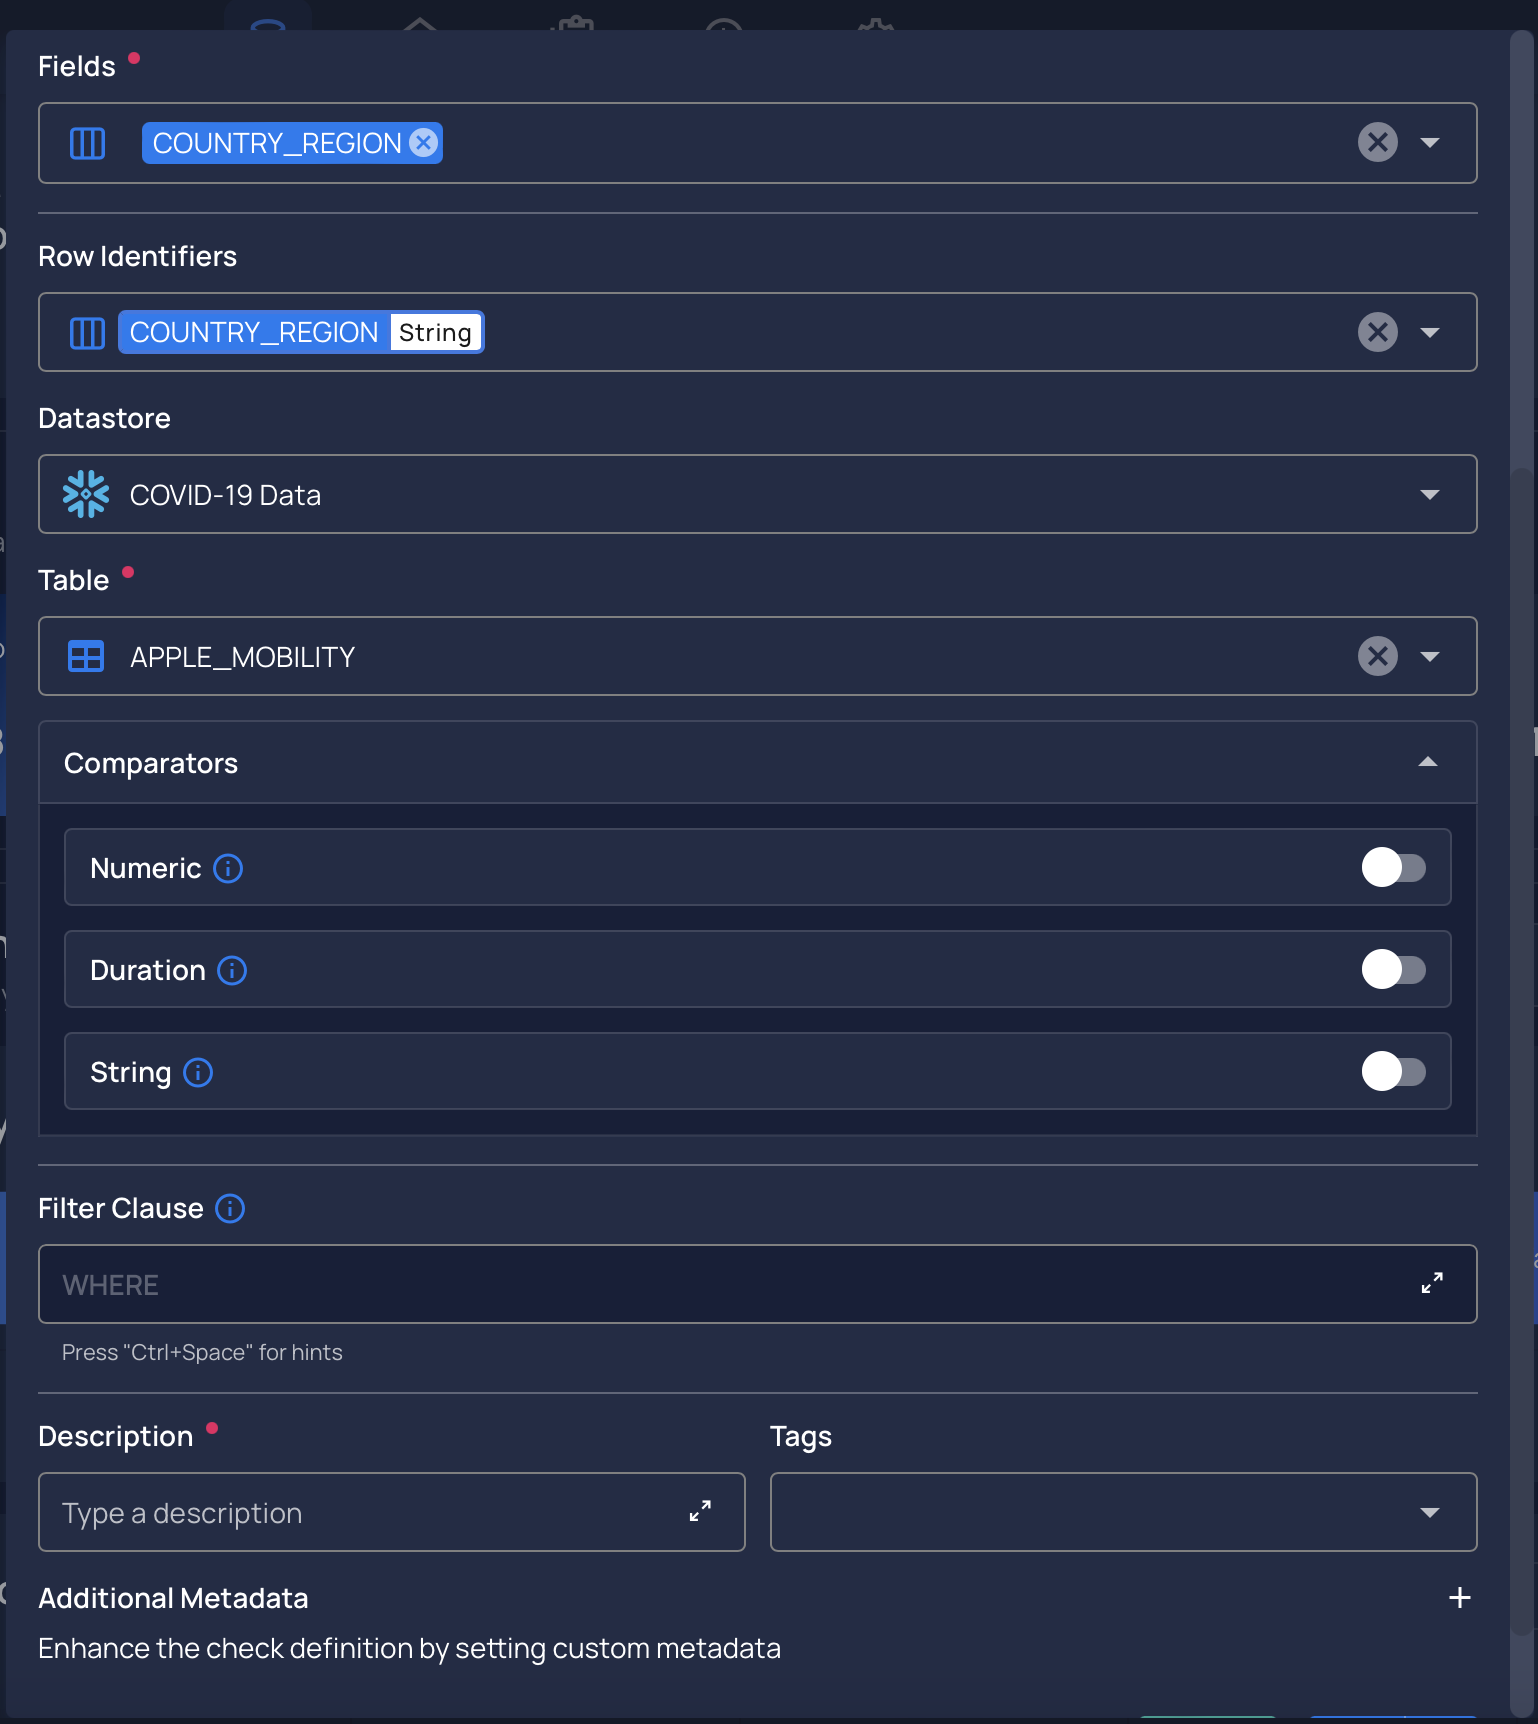 Fields
COUNTRY_REGION
Row Identifiers
COUNTRY_REGION String
Datastore
COVID-19 Data
Table
APPLE_MOBILITY
Comparators
Numeric
Duration
String
Filter Clause
WHERE
Press "Ctrl+Space" for hints
Description
Tags
Type a description
Additional Metadata
Enhance the check definition by setting custom metadata